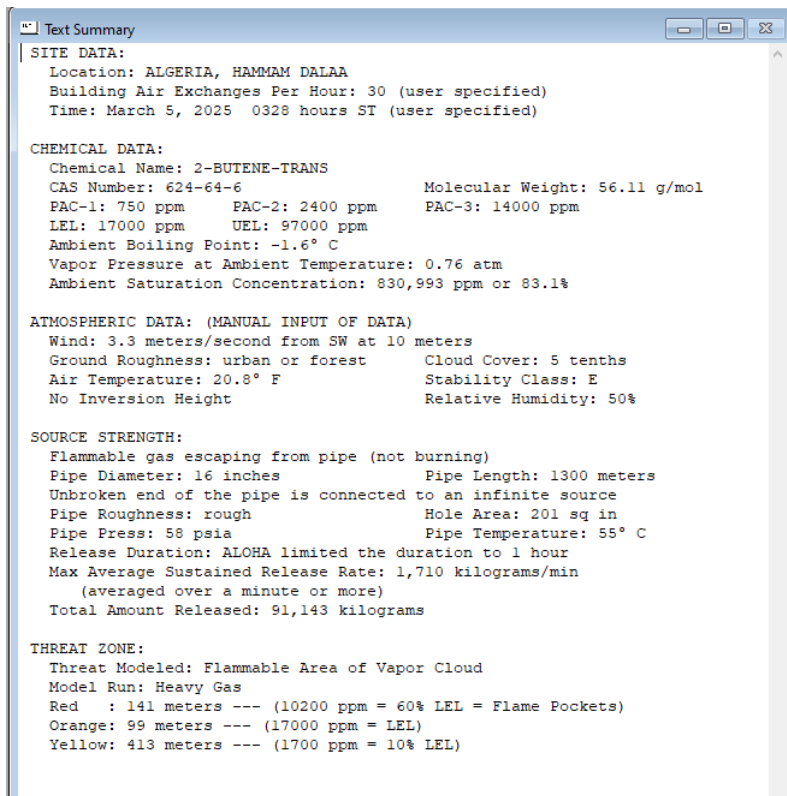 Text Summary
SITE DATA:
Location: ALGERIA, HAMMAM DALAA
Building Air Exchanges Per Hour: 30 (user specified)
Time: March 5, 2025  0328 hours ST (user specified)
CHEMICAL DATA:
Chemical Name: 2-BUTENE-TRANS
CAS Number: 624-64-6 Molecular Weight: 56.11 g/mol
PAC-1: 750 ppm PAC-2: 2400 ppm PAC-3: 14000 ppm
LEL: 17000 ppm UEL: 97000 ppm
Ambient Boiling Point: -1.6° C
Vapor Pressure at Ambient Temperature: 0.76 atm
Ambient Saturation Concentration: 830,993 ppm or 83.1%
ATMOSPHERIC DATA: (MANUAL INPUT OF DATA)
Wind: 3.3 meters/second from SW at 10 meters
Ground Roughness: urban or forest Cloud Cover: 5 tenths
Air Temperature: 20.8° F Stability Class: E
No Inversion Height Relative Humidity: 50%
SOURCE STRENGTH:
Flammable gas escaping from pipe (not burning)
Pipe Diameter: 16 inches Pipe Length: 1300 meters
Unbroken end of the pipe is connected to an infinite source
Pipe Roughness: rough Hole Area: 201 sq in
Pipe Press: 58 psia Pipe Temperature: 55° C
Release Duration: ALOHA limited the duration to 1 hour
Max Average Sustained Release Rate: 1,710 kilograms/min
(averaged over a minute or more)
Total Amount Released: 91,143 kilograms
THREAT ZONE:
Threat Modeled: Flammable Area of Vapor Cloud
Model Run: Heavy Gas
Red : 141 meters --- (10200 ppm = 60% LEL = Flame Pockets)
Orange: 99 meters --- (17000 ppm = LEL)
Yellow: 413 meters --- (1700 ppm = 10% LEL)